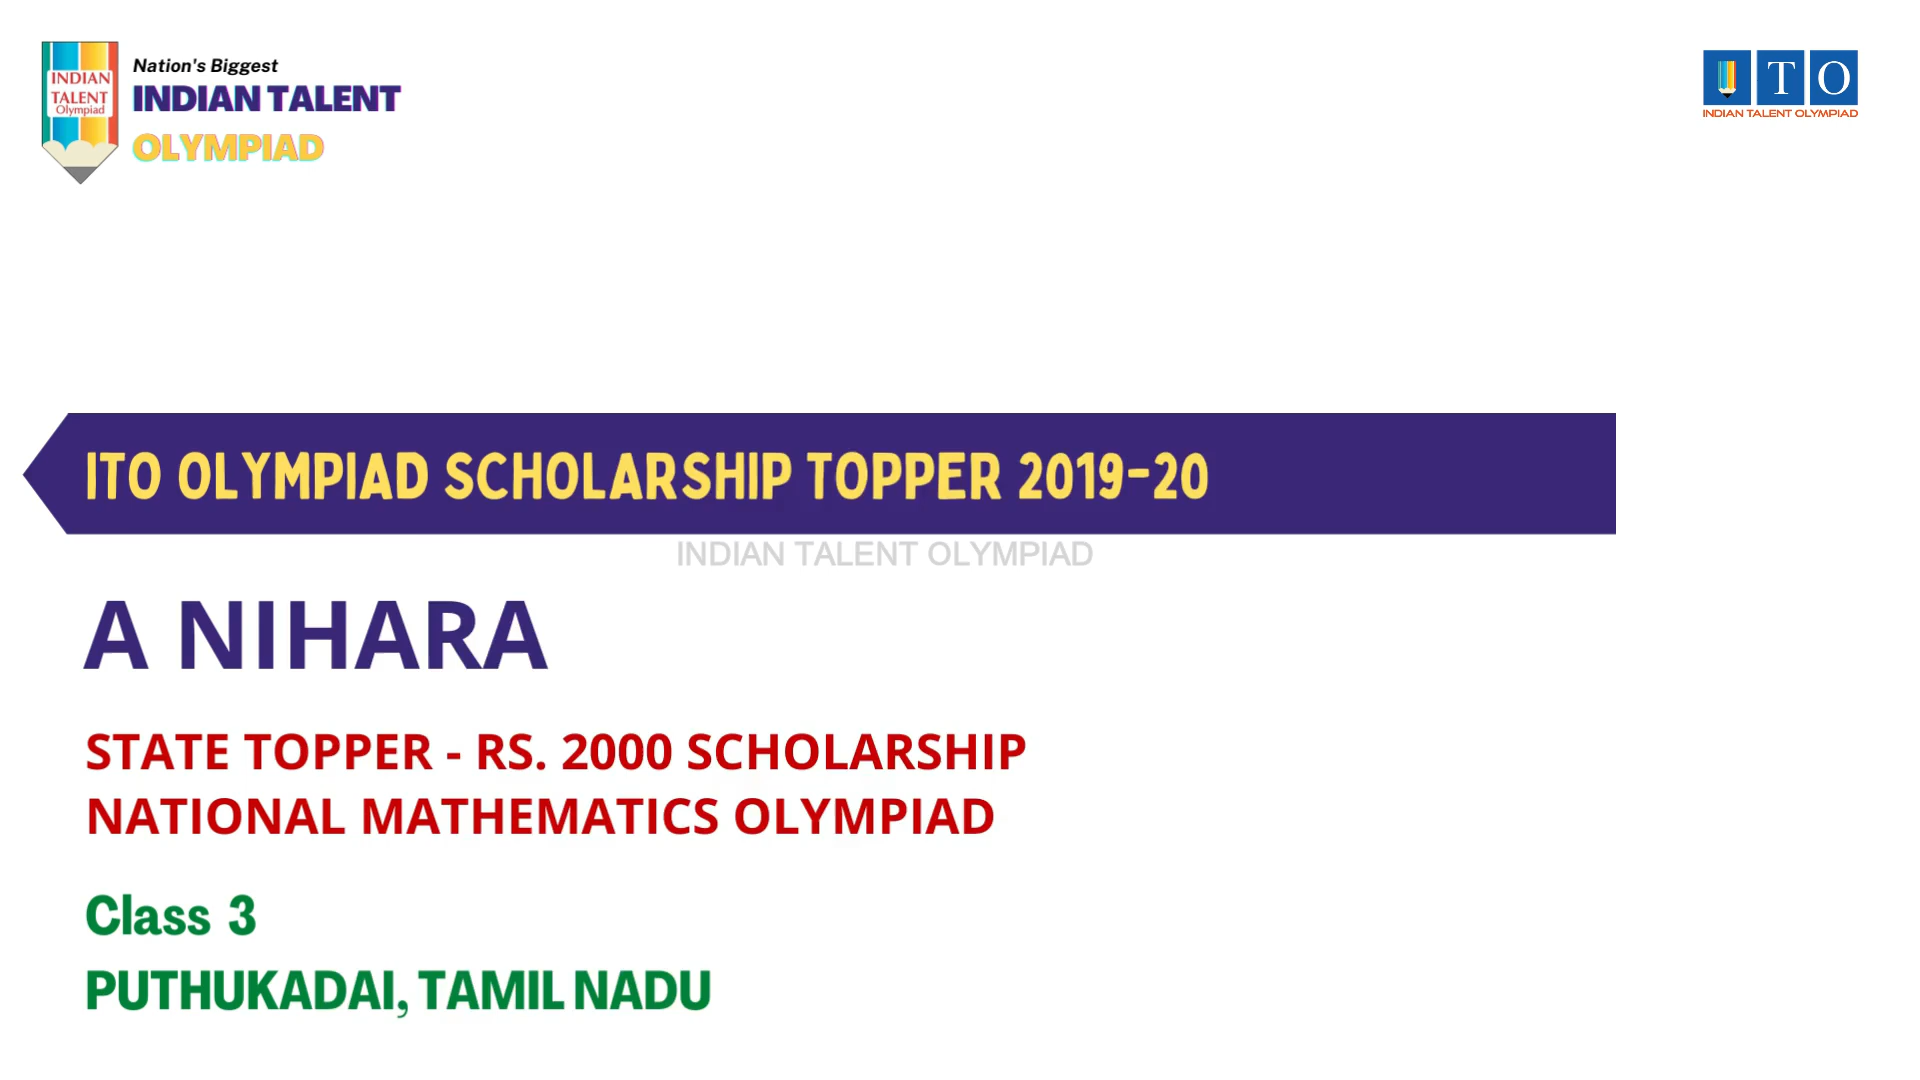 INDIAN
TALENT
Olympiad
Nation's Biggest
INDIAN TALENT
OLYMPIAD
T O
INDIAN TALENT OLYMPIAD
ITO OLYMPIAD SCHOLARSHIP TOPPER 2019-20
INDIAN TALENT OLYMPIAD
A NIHARA
STATE TOPPER - RS. 2000 SCHOLARSHIP
NATIONAL MATHEMATICS OLYMPIAD
Class 3
PUTHUKADAI, TAMIL NADU